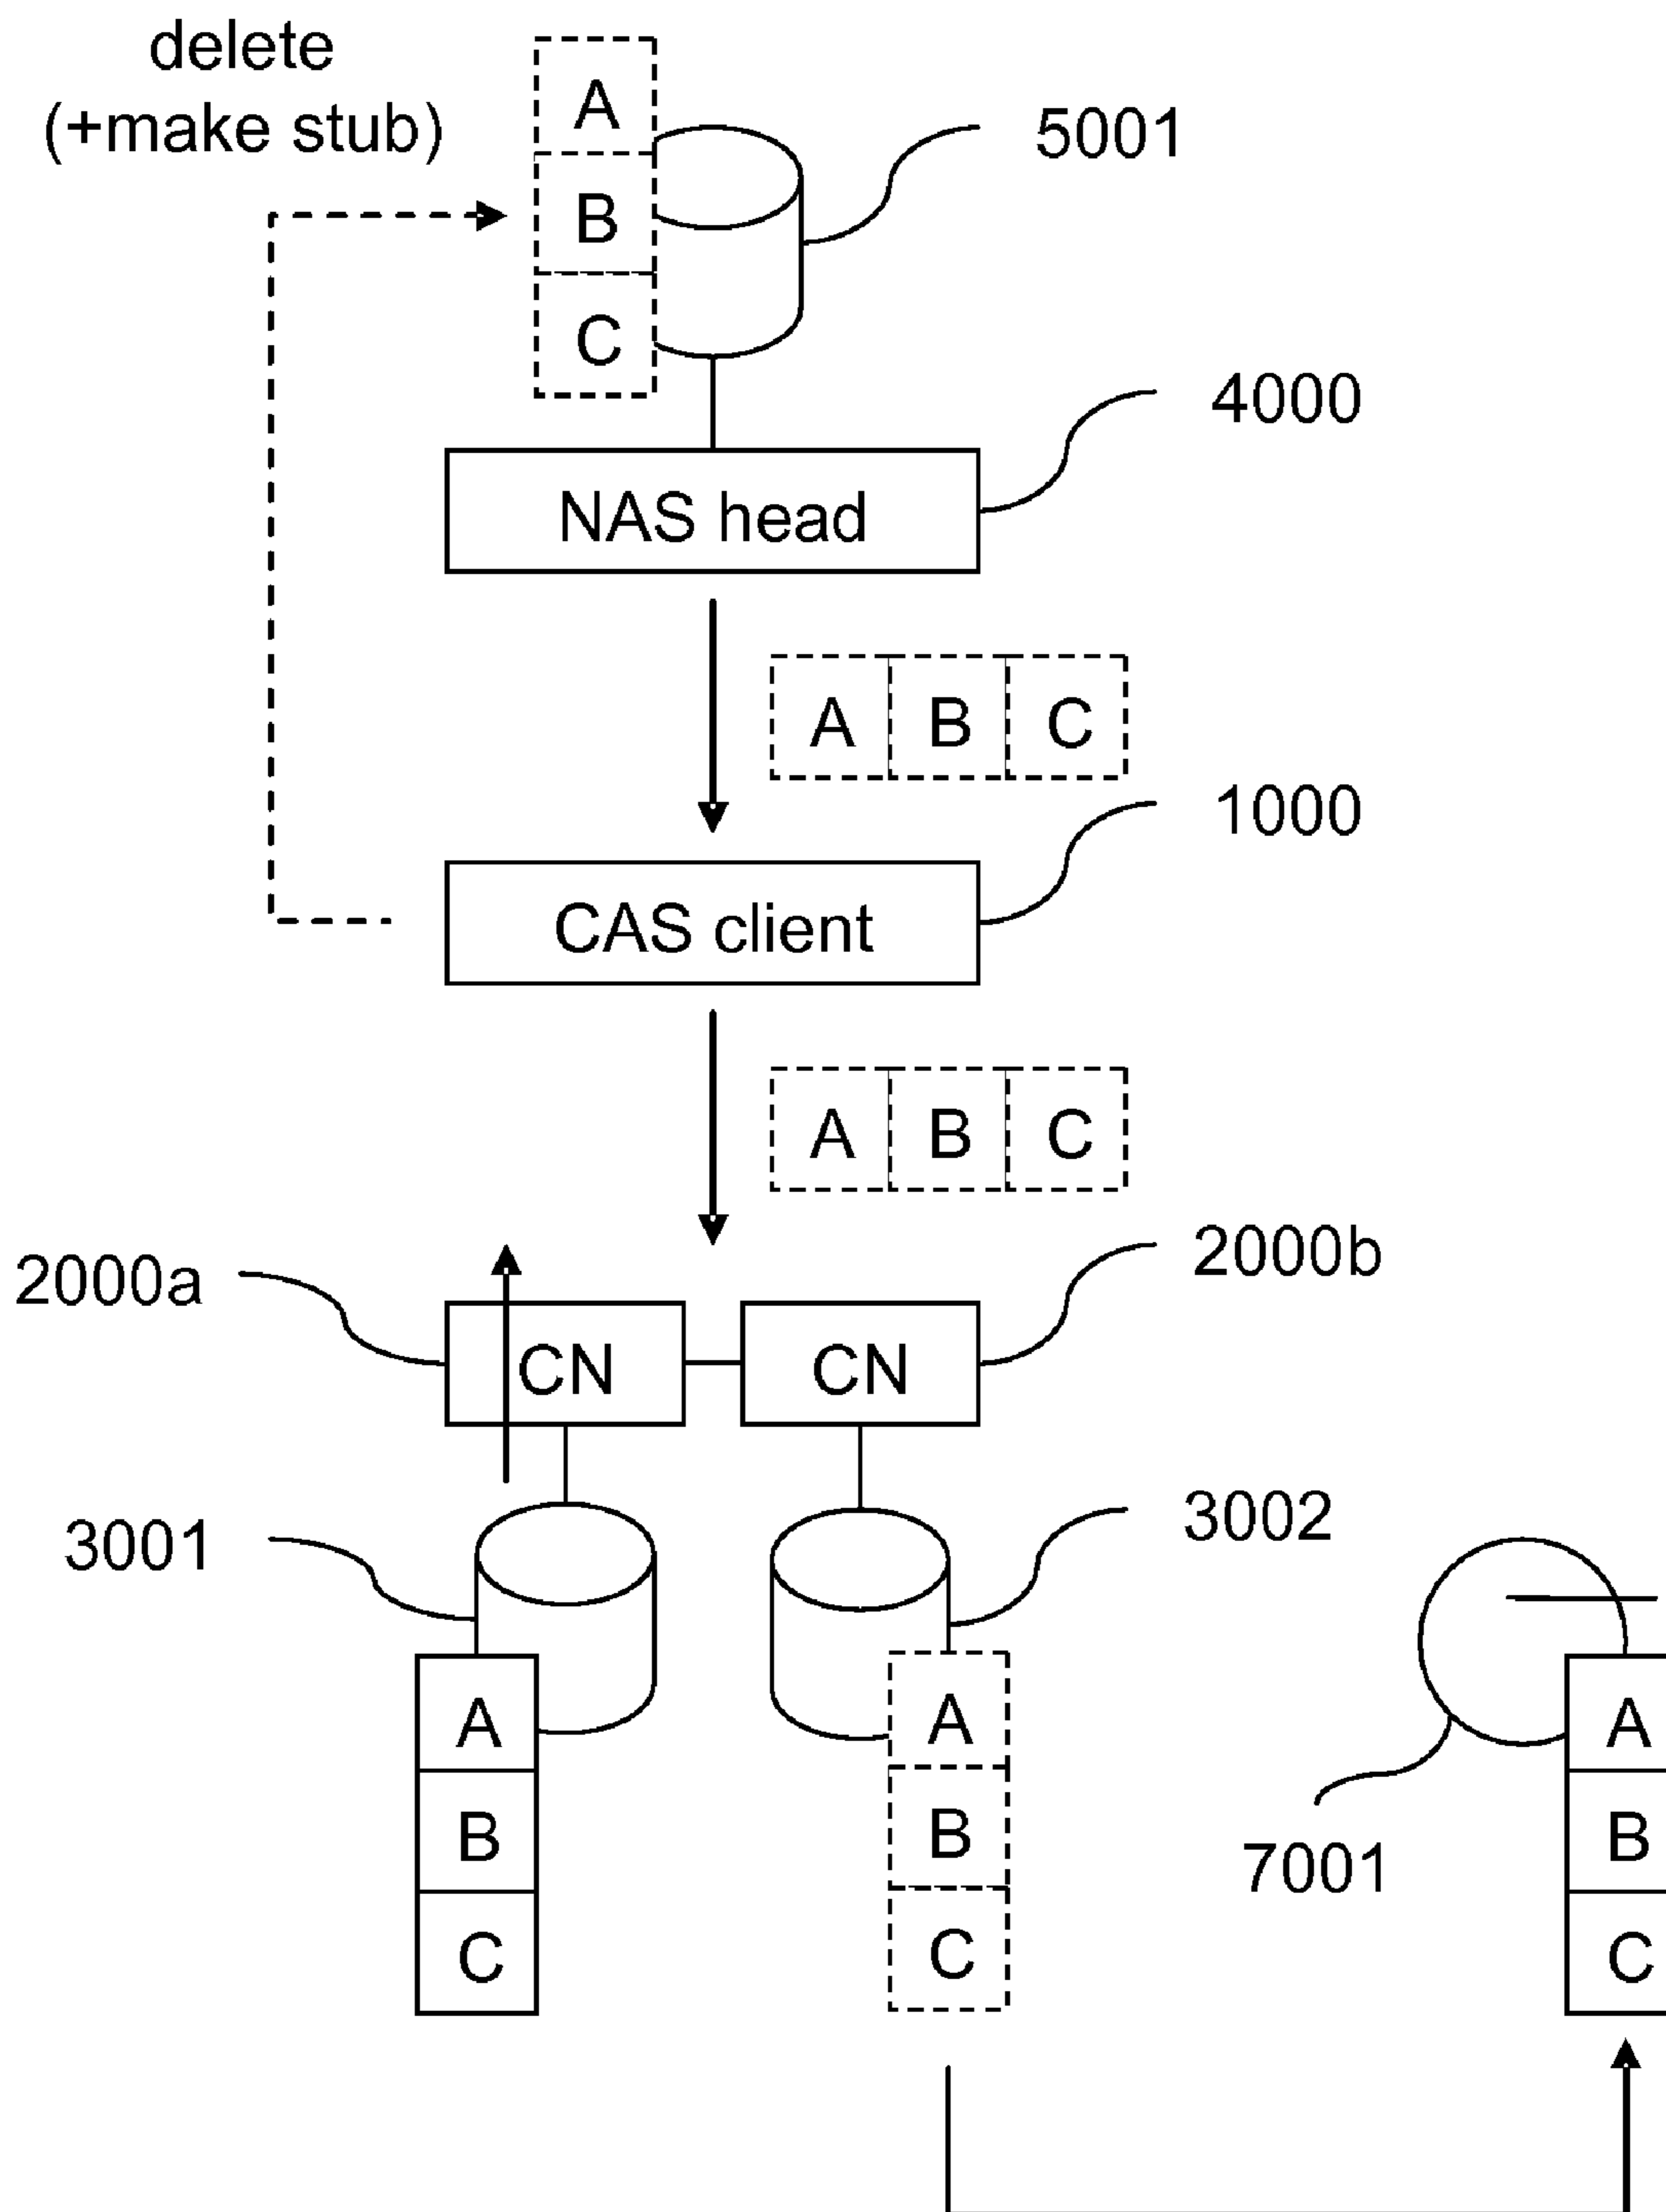 delete
(+make stub)
A
B
C
5001
4000
NAS head
A B C
1000
CAS client
A B C
2000a
2000b
CN
CN
3001
3002
A
B
C
A
B
C
7001
A
B
C